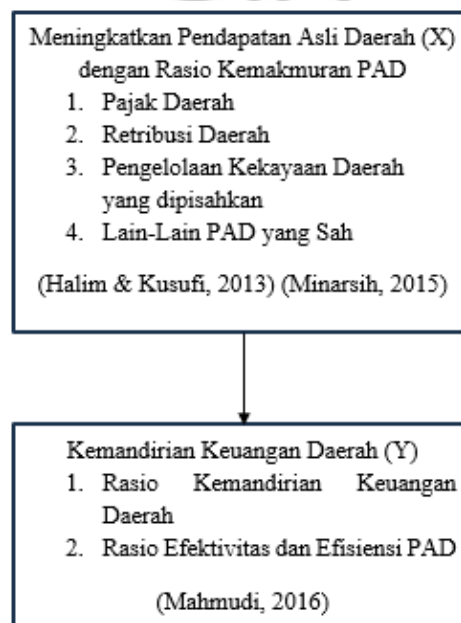 Meningkatkan Pendapatan Asli Daerah (X)
dengan Rasio Kemakmuran PAD
1. Pajak Daerah
2. Retribusi Daerah
3. Pengelolaan Kekayaan Daerah
yang dipisahkan
4. Lain-Lain PAD yang Sah
(Halim & Kusufi, 2013) (Minarsih, 2015)
Kemandirian Keuangan Daerah (Y)
1. Rasio Kemandirian Keuangan
Daerah
2. Rasio Efektivitas dan Efisiensi PAD
(Mahmudi, 2016)